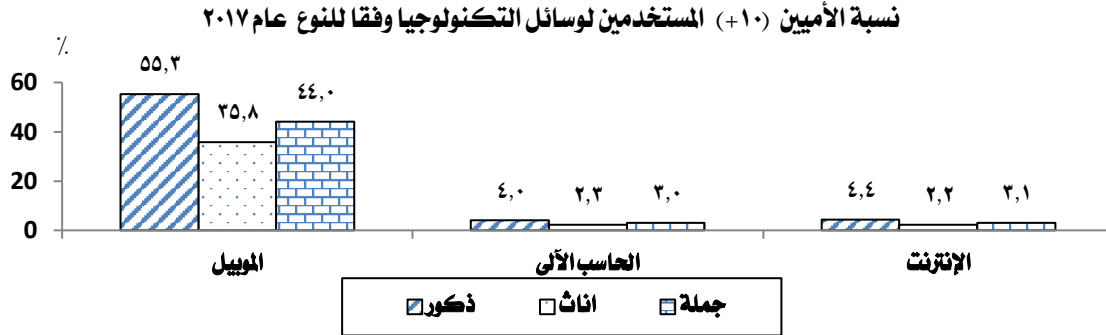 نسبة الأميين (١٠+) المستخدمين لوسائل التكنولوجيا وفقا للنوع عام ٢٠١٧
٪
60
40
20
0
٥٥,٣
٣٥,٨
٤٤,٠
٤,٠
٢,٣
٣,٠
٤,٤
٢,٢
٣,١
الموبيل
الحاسب الآلى
الإنترنت
ذكور
اناث
جملة